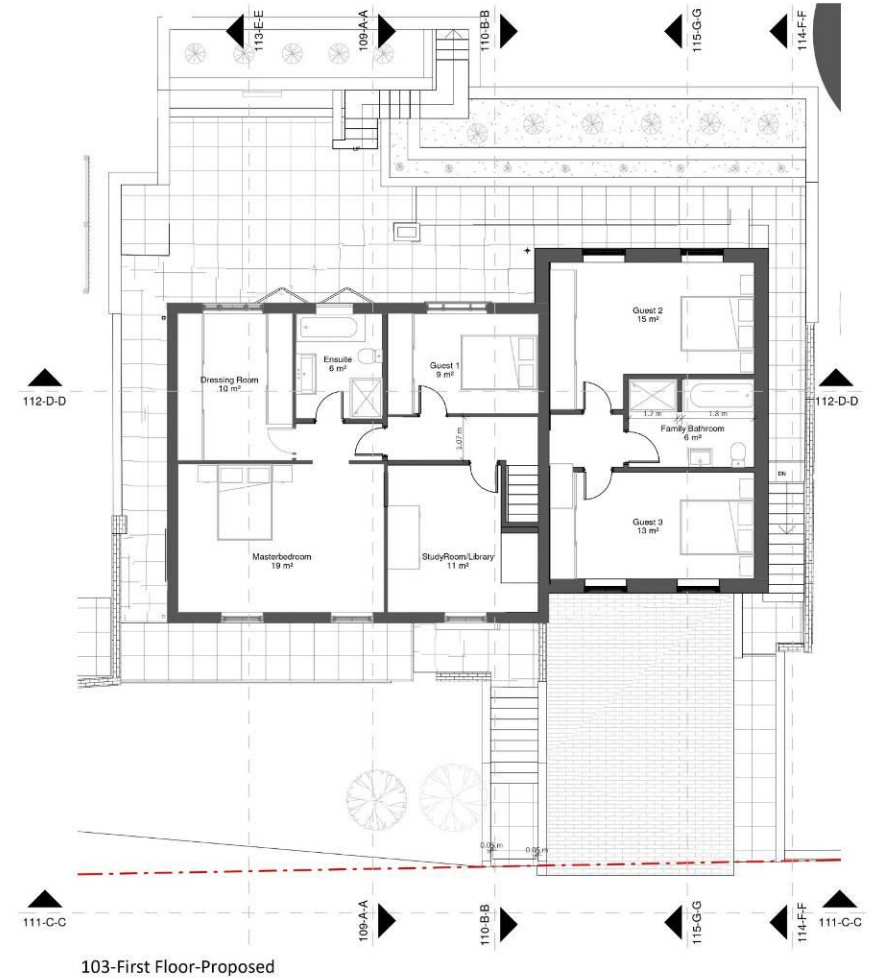 113-E-E
109-A-A
110-B-B
115-G-G
114-F-F
UP
Guest 2
15 m²
Ensuite
6 m²
Guest 1
9 m²
Dressing Room
10 m²
112-D-D
112-D-D
1.2 m
1.8 m
Family Bathroom
6 m²
1.07 m
DN
Guest 3
13 m²
Masterbedroom
19 m²
StudyRoom/Library
11 m²
0.05 m
0.05 m
111-C-C
109-A-A
110-B-B
115-G-G
114-F-F
111-C-C
103-First Floor-Proposed